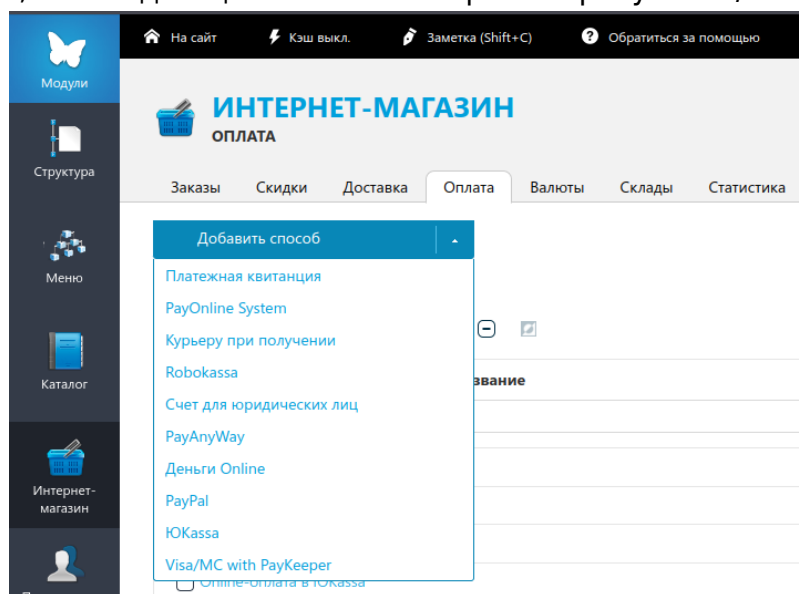 На сайт Кэш выкл. Заметка (Shift+C) ? Обратиться за помощью
Модули
ИНТЕРНЕТ-МАГАЗИН
ОПЛАТА
Структура
Заказы Скидки Доставка Оплата Валюты Склады Статистика
Добавить способ
Меню
Платежная квитанция
PayOnline System
Курьеру при получении
Robokassa
Счет для юридических лиц
PayAnyWay
Деньги Online
PayPal
ЮKassa
Visa/MC with PayKeeper
Каталог
Интернет-
магазин
Online-оплата в ЮKassa